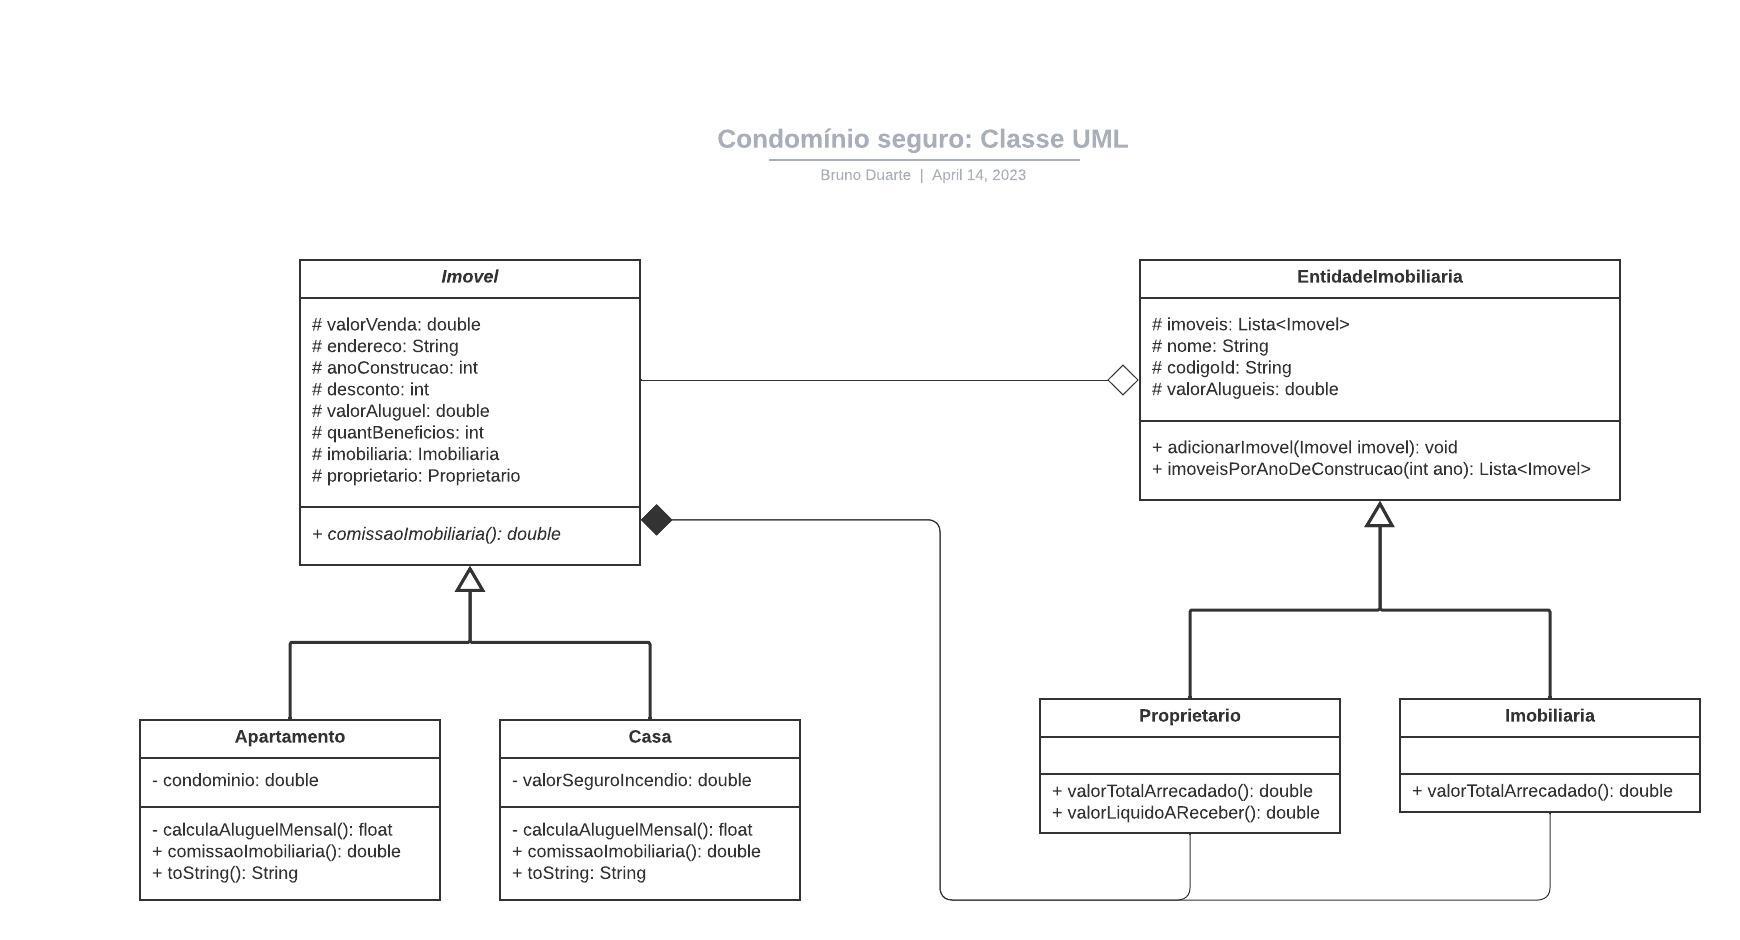 Condomínio seguro: Classe UML
Bruno Duarte | April 14, 2023
Imovel
# valorVenda: double
# endereco: String
# anoConstrucao: int
# desconto: int
# valorAluguel: double
# quantBeneficios: int
# imobiliaria: Imobiliaria
# proprietario: Proprietario
+ comissaoImobiliaria(): double
EntidadeImobiliaria
# imoveis: Lista<Imovel>
# nome: String
# codigoId: String
# valorAlugueis: double
+ adicionarImovel(Imovel imovel): void
+ imoveisPorAnoDeConstrucao(int ano): Lista<Imovel>
Apartamento
- condominio: double
- calculaAluguelMensal(): float
+ comissaoImobiliaria(): double
+ toString(): String
Casa
- valorSeguroIncendio: double
- calculaAluguelMensal(): float
+ comissaoImobiliaria(): double
+ toString: String
Proprietario
+ valorTotalArrecadado(): double
+ valorLiquidoAReceber(): double
Imobiliaria
+ valorTotalArrecadado(): double